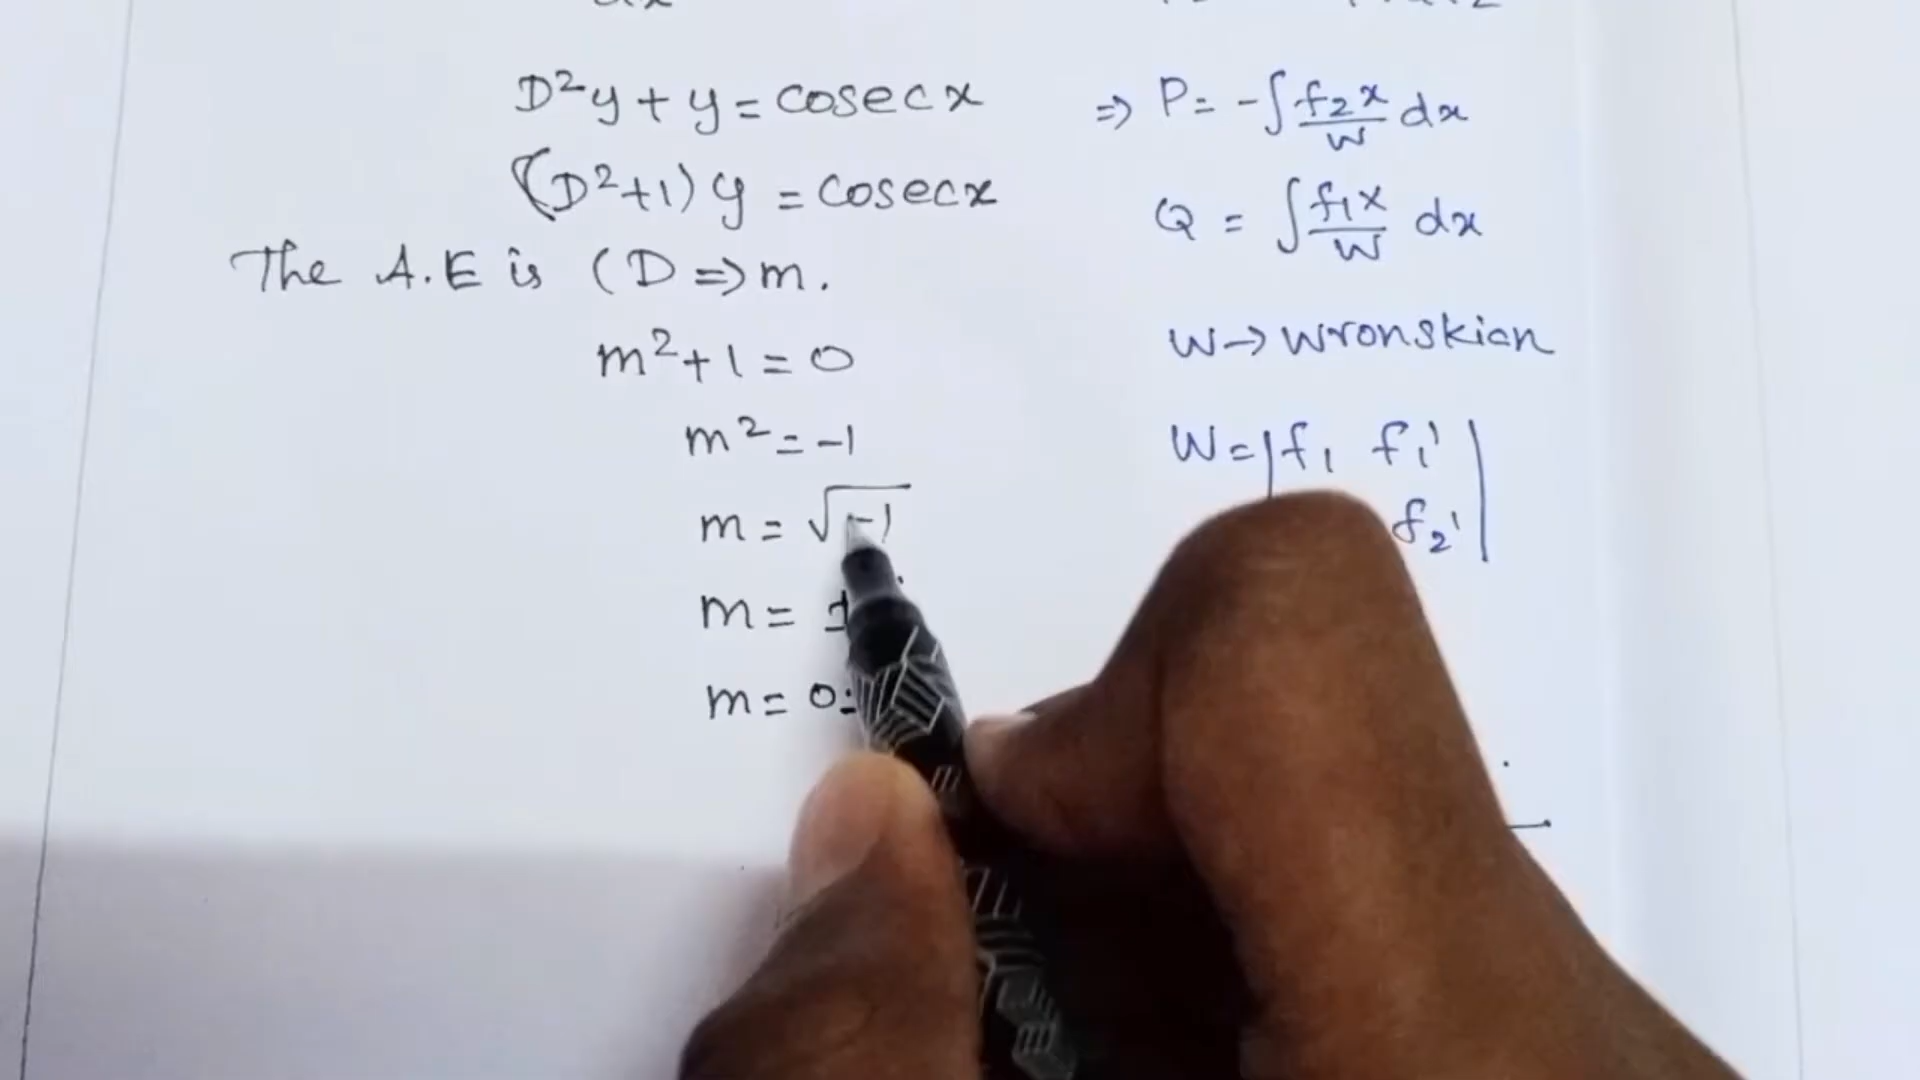 D²y + y = cosec x
(D²+1) y = cosec x
The A.E is (D ⇒ m.
m² + 1 = 0
m² = -1
m = √-1
m = ±
m = 0±
⇒ P = -∫ f₂x/W dx
Q = ∫ f₁x/W dx
W → Wronskian
W = | f₁ f₁' |
f₂' |